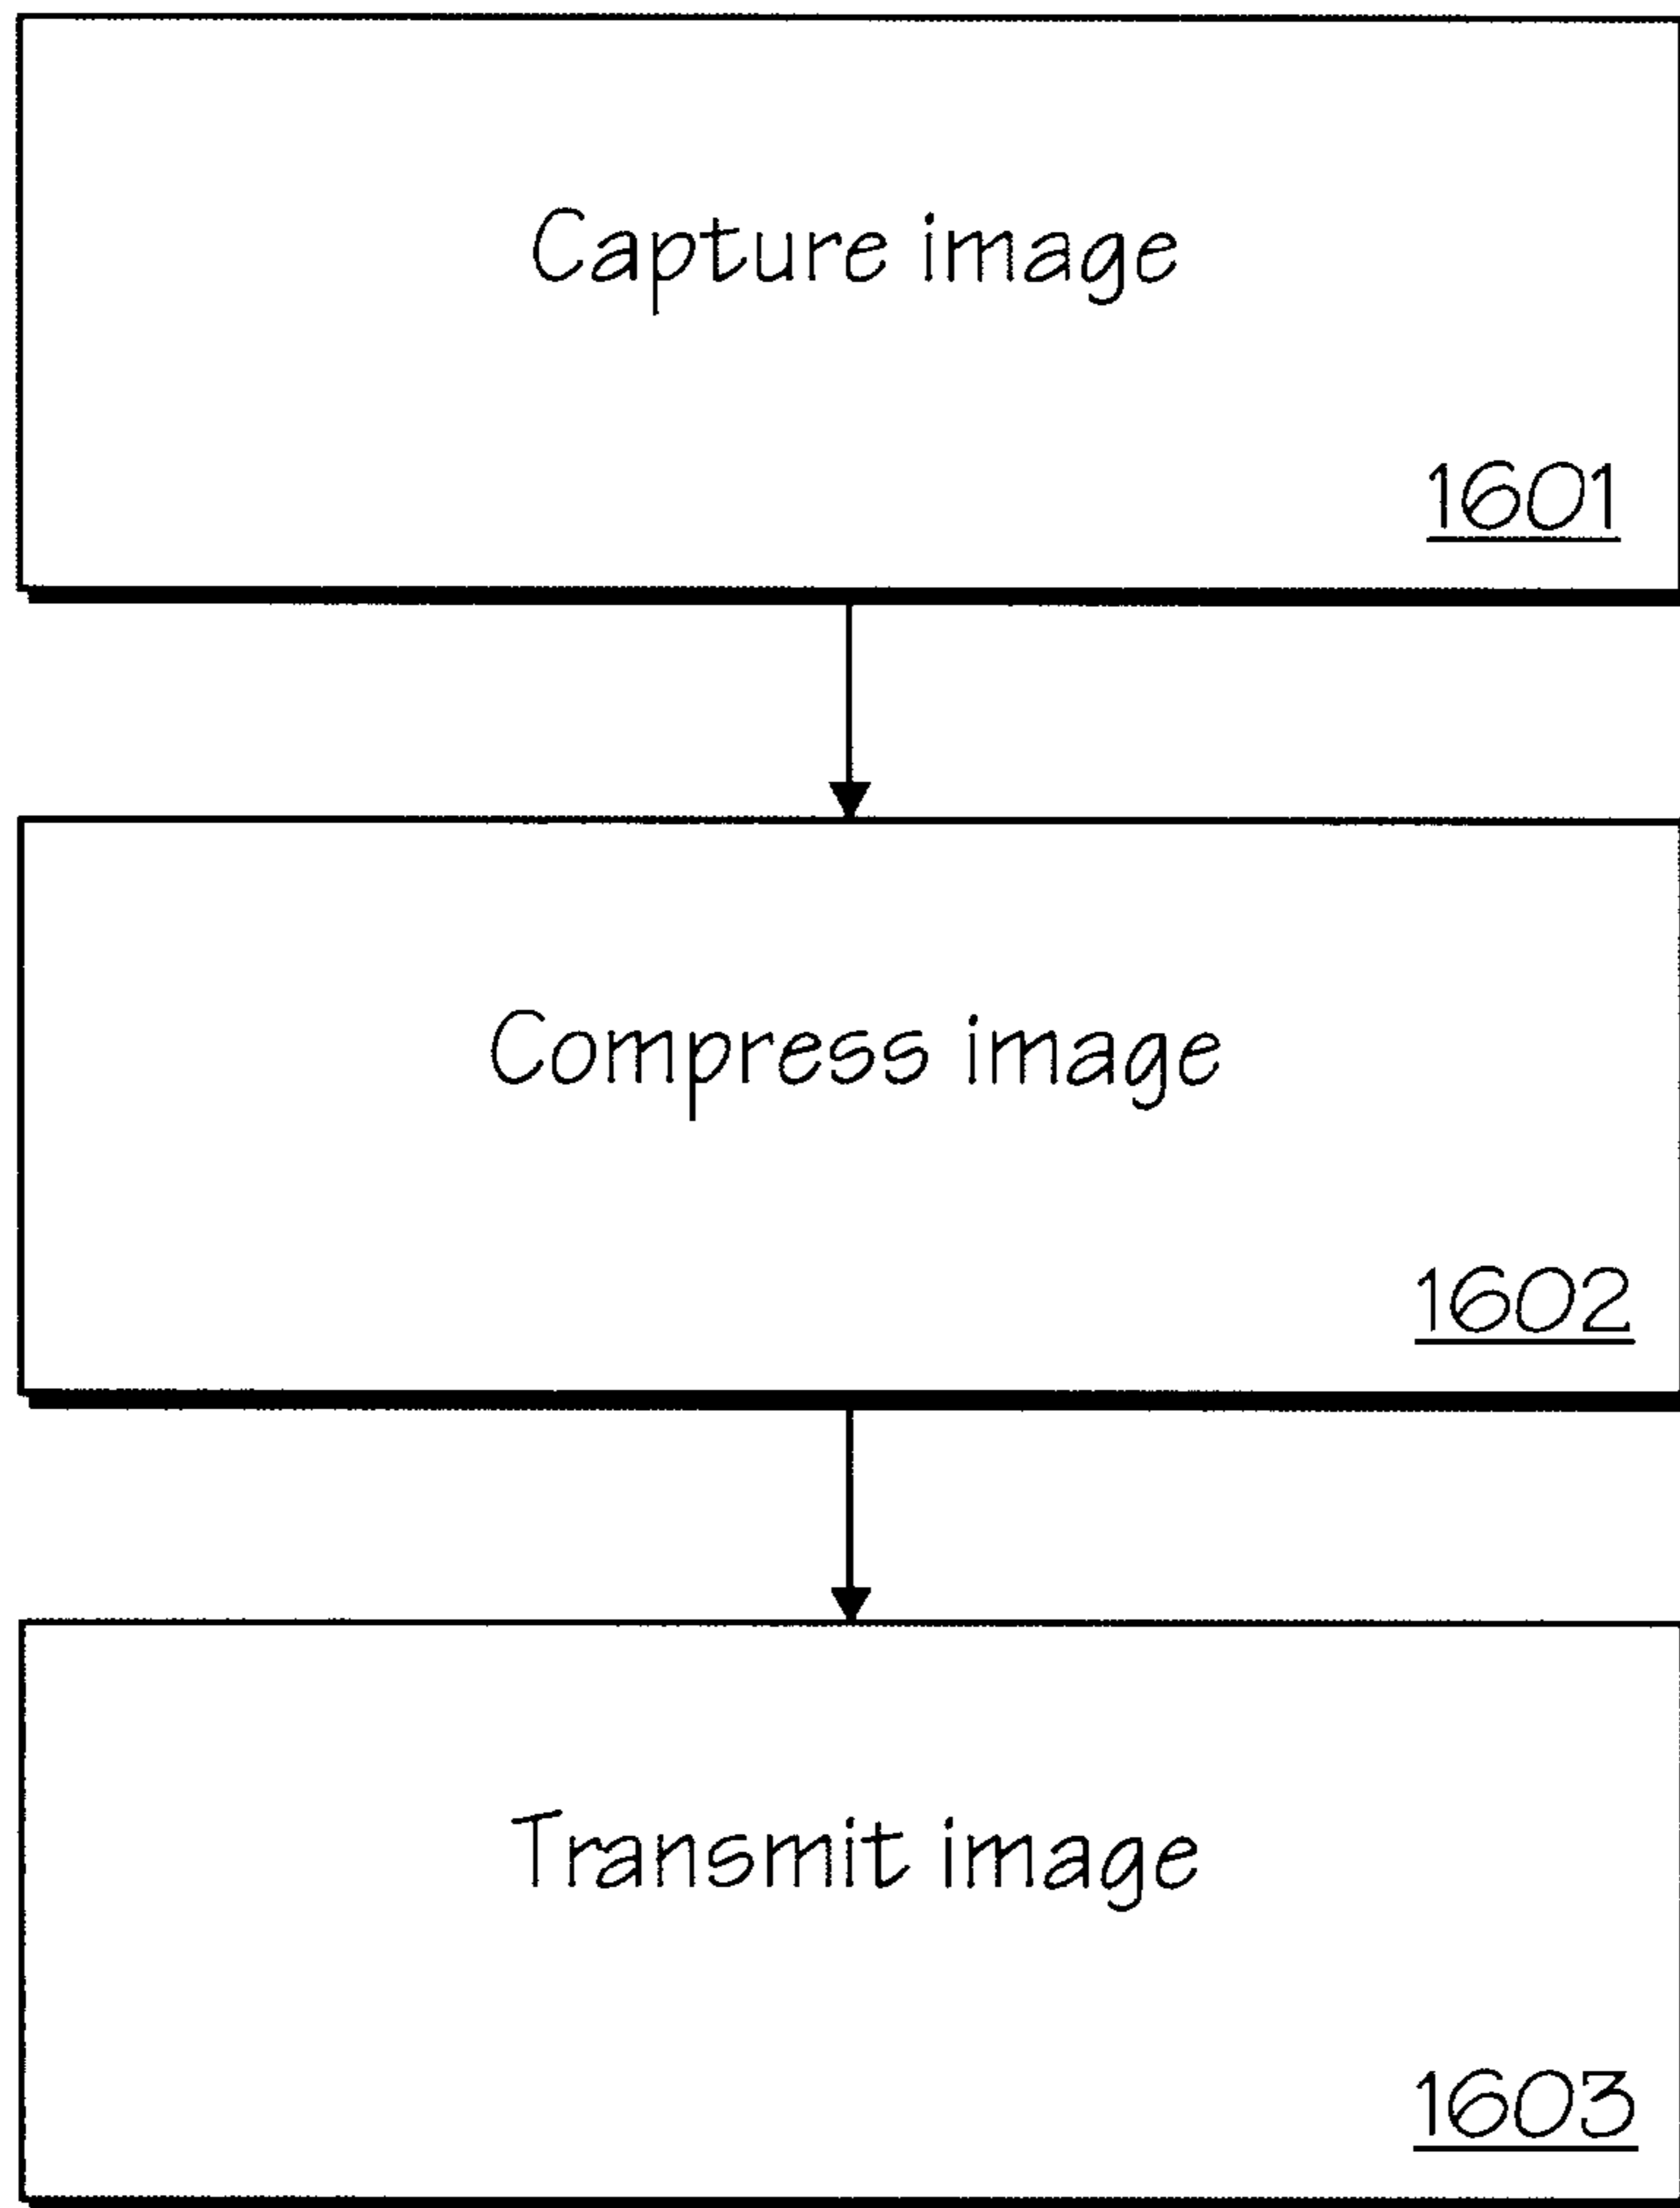 Capture image
1601
Compress image
1602
Transmit image
1603